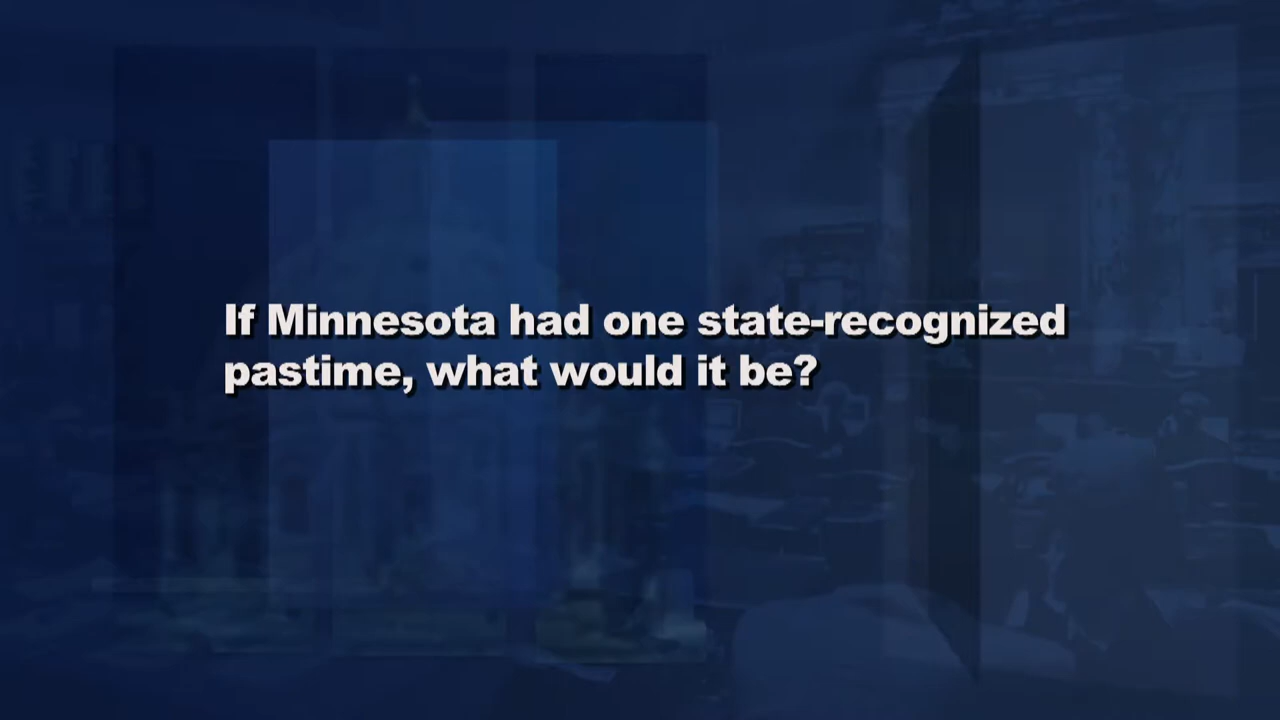 If Minnesota had one state-recognized
pastime, what would it be?